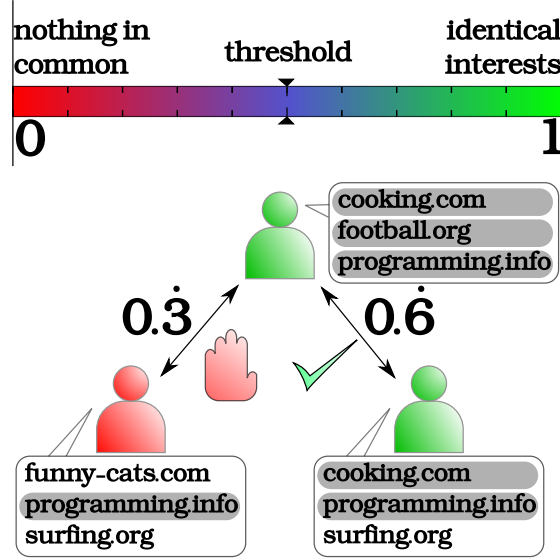 nothing in
common
threshold
identical
interests
0
1
cooking.com
football.org
programming.info
0.3̇
0.6̇
funny-cats.com
programming.info
surfing.org
cooking.com
programming.info
surfing.org